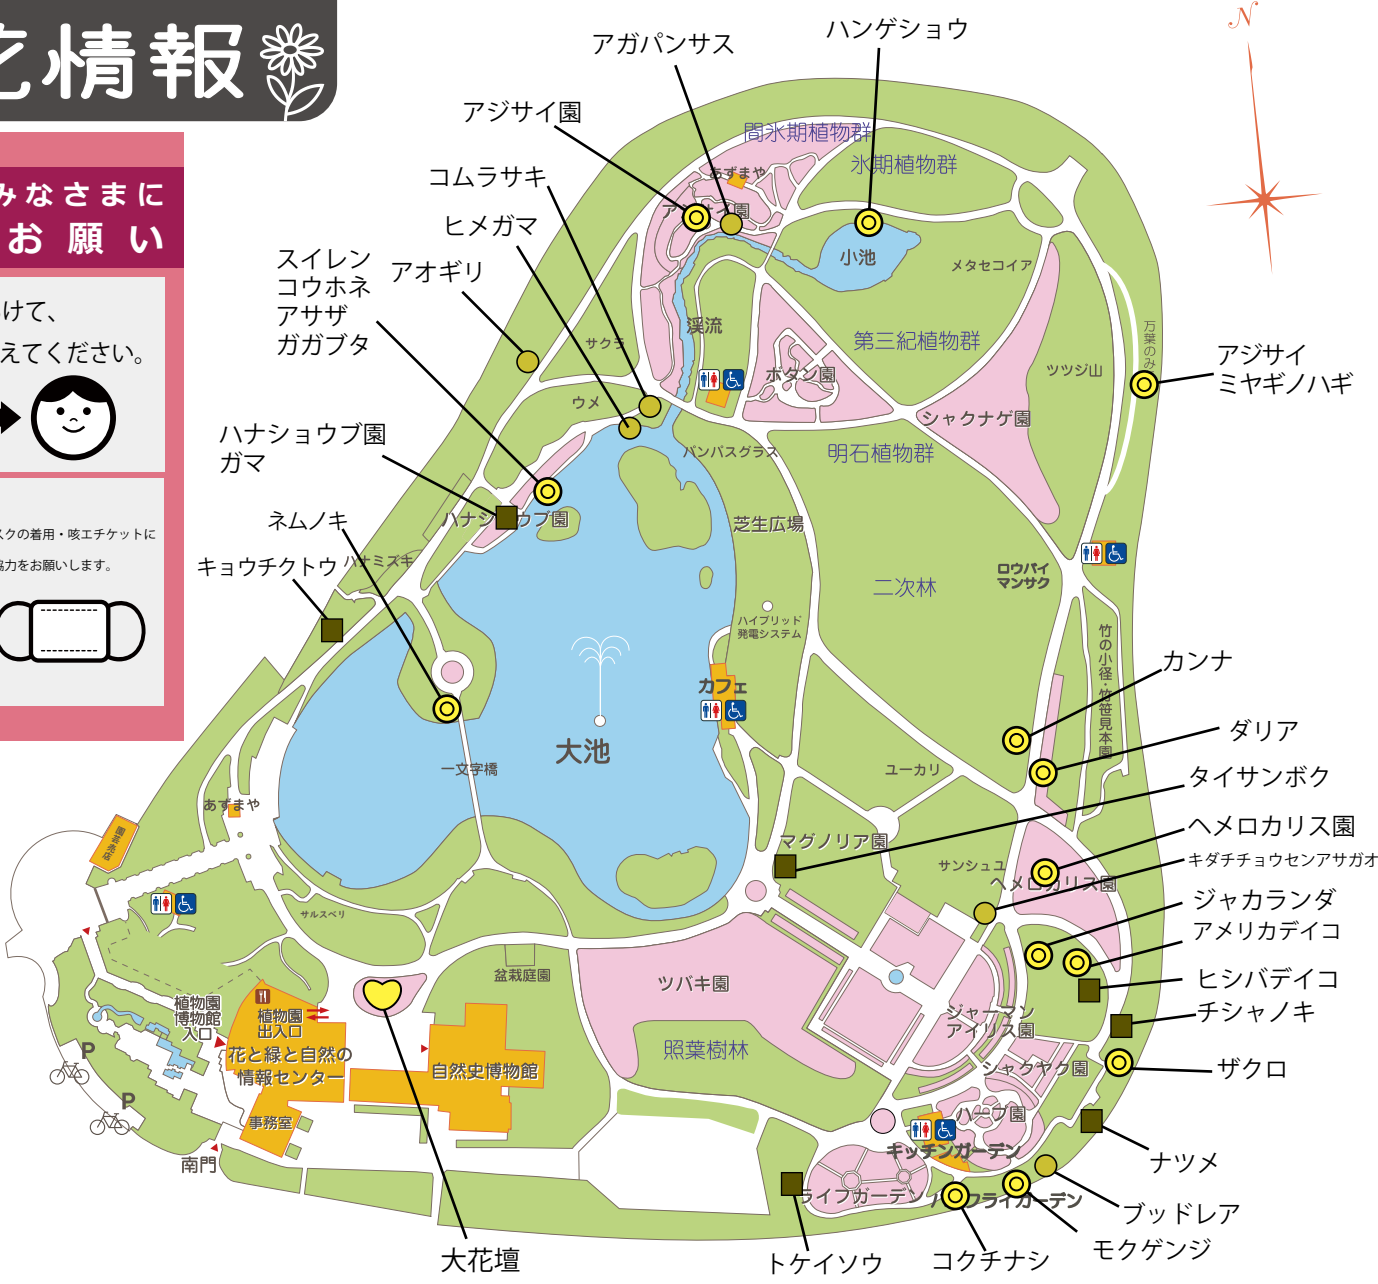 花情報
みなさまに
お願い
けて、
えてください。
スクの着用・咳エチケットに
協力をお願いします。
N
ハンゲショウ
アガパンサス
アジサイ園
コムラサキ
ヒメガマ
スイレン
コウホネ
アサザ
ガガブタ
アオギリ
ハナショウブ園
ガマ
ネムノキ
キョウチクトウ
間氷期植物群
氷期植物群
あずまや
アジサイ園
小池
メタセコイア
渓流
サクラ
第三紀植物群
ボタン園
ツツジ山
万葉のみ
アジサイ
ミヤギノハギ
ウメ
シャクナゲ園
パンパスグラス
明石植物群
ハナショウブ園
ハナミズキ
芝生広場
二次林
ロウバイ
マンサク
ハイブリッド
発電システム
竹の小径・竹笹見本園
カフェ
大池
一文字橋
ユーカリ
カンナ
ダリア
タイサンボク
ヘメロカリス園
キダチチョウセンアサガオ
ジャカランダ
アメリカデイコ
ヒシバデイコ
チシャノキ
ザクロ
あずまや
園芸売店
マグノリア園
サンシュユ
ヘメロカリス園
サルスベリ
盆栽庭園
ツバキ園
植物園
博物館
入口
植物園
出入口
花と緑と自然の
情報センター
自然史博物館
照葉樹林
ジャーマン
アイリス園
シャクヤク園
ハーブ園
P
P
事務室
南門
キッチンガーデン
ライフガーデン
バタフライガーデン
ナツメ
ブッドレア
モクゲンジ
コクチナシ
トケイソウ
大花壇